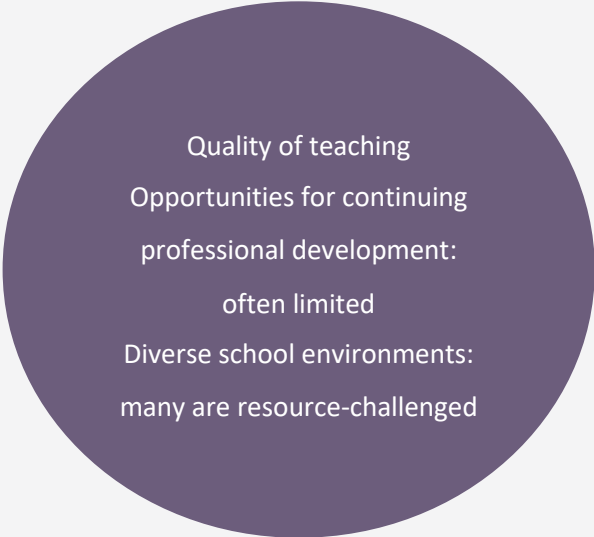 Quality of teaching
Opportunities for continuing
professional development:
often limited
Diverse school environments:
many are resource-challenged